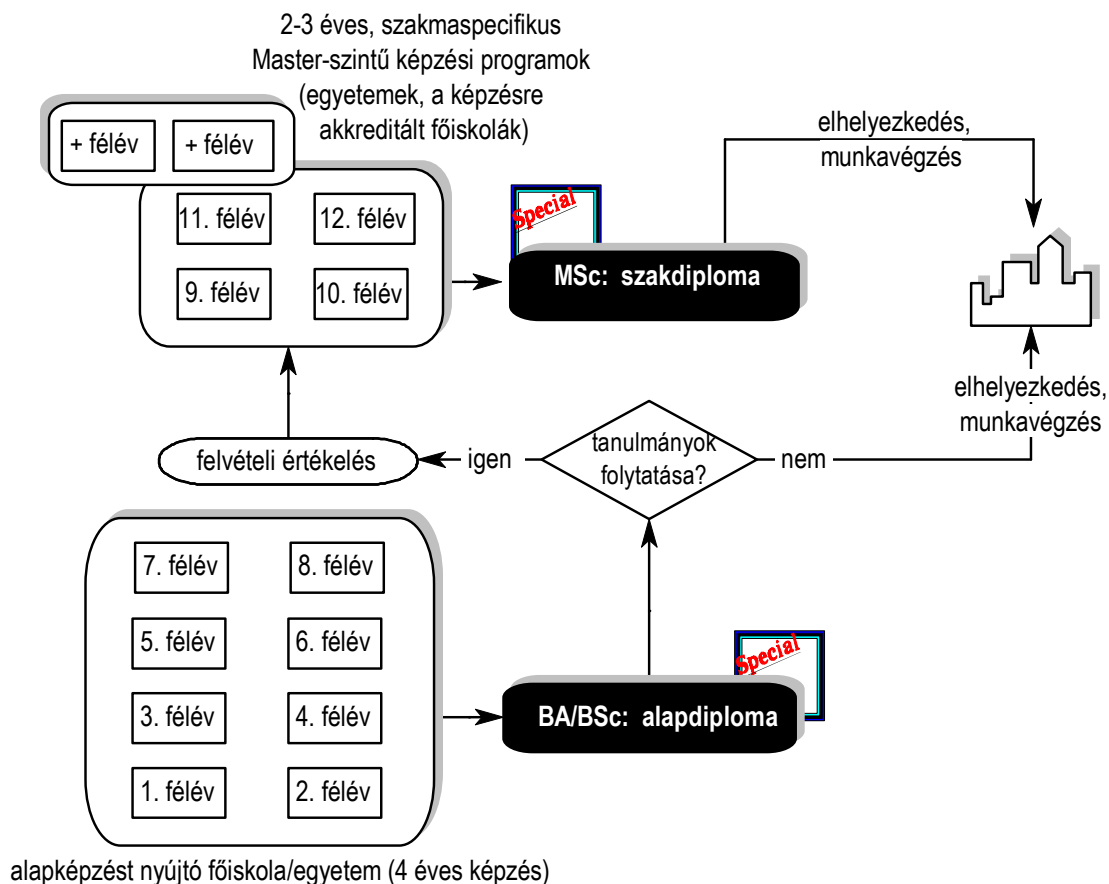 2-3 éves, szakmaspecifikus
Master-szintű képzési programok
(egyetemek, a képzésre
akkreditált főiskolák)
+ félév
+ félév
11. félév
12. félév
9. félév
10. félév
Special
MSc: szakdiploma
elhelyezkedés,
munkavégzés
elhelyezkedés,
munkavégzés
felvételi értékelés
igen
tanulmányok
folytatása?
nem
7. félév
8. félév
5. félév
6. félév
3. félév
4. félév
1. félév
2. félév
Special
BA/BSc: alapdiploma
alapképzést nyújtó főiskola/egyetem (4 éves képzés)